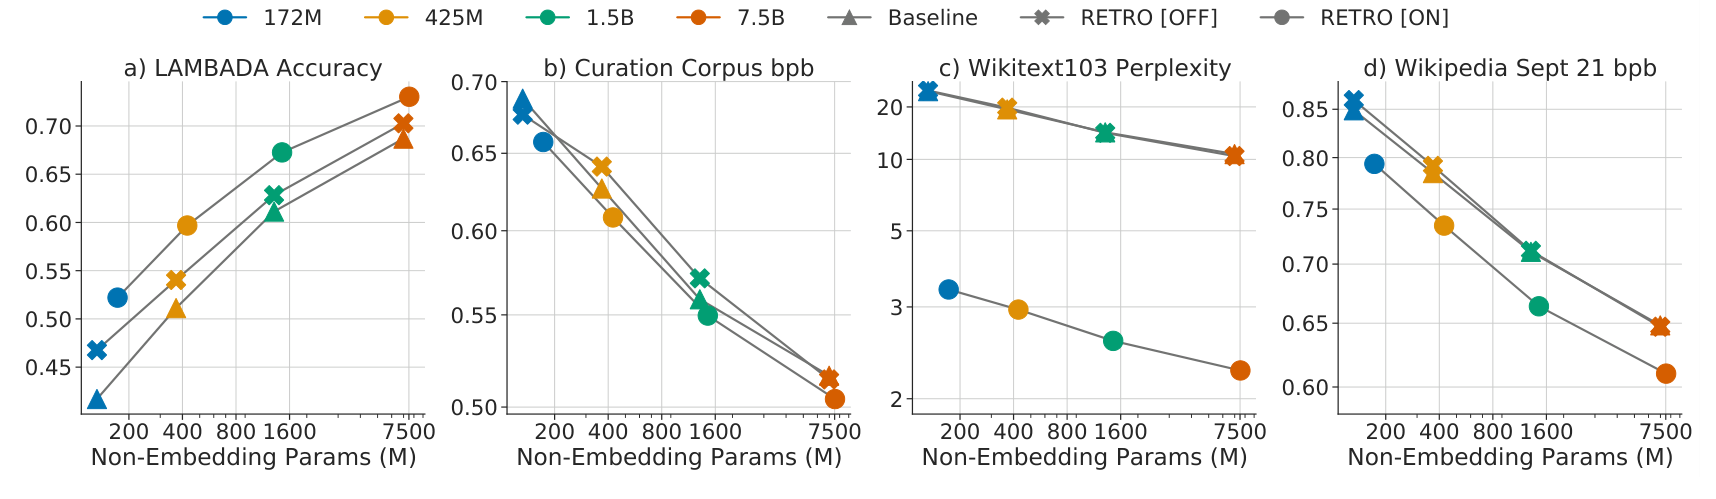 172M 425M 1.5B 7.5B Baseline RETRO [OFF] RETRO [ON]
a) LAMBADA Accuracy
0.70
0.65
0.60
0.55
0.50
0.45
200 400 800 1600 7500
Non-Embedding Params (M)
b) Curation Corpus bpb
0.70
0.65
0.60
0.55
0.50
200 400 800 1600 7500
Non-Embedding Params (M)
c) Wikitext103 Perplexity
20
10
5
3
2
200 400 800 1600 7500
Non-Embedding Params (M)
d) Wikipedia Sept 21 bpb
0.85
0.80
0.75
0.70
0.65
0.60
200 400 800 1600 7500
Non-Embedding Params (M)